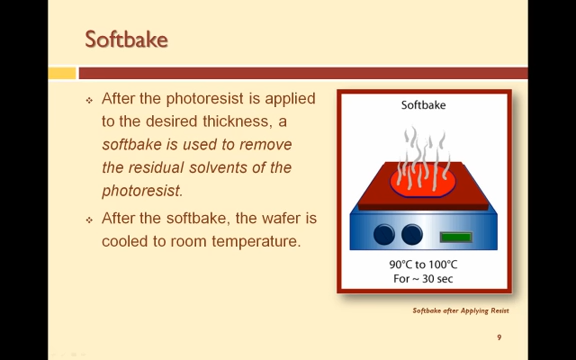 Softbake
After the photoresist is applied
to the desired thickness, a
softbake is used to remove
the residual solvents of the
photoresist.
After the softbake, the wafer is
cooled to room temperature.
Softbake
90°C to 100°C
For ~ 30 sec
Softbake after Applying Resist
9